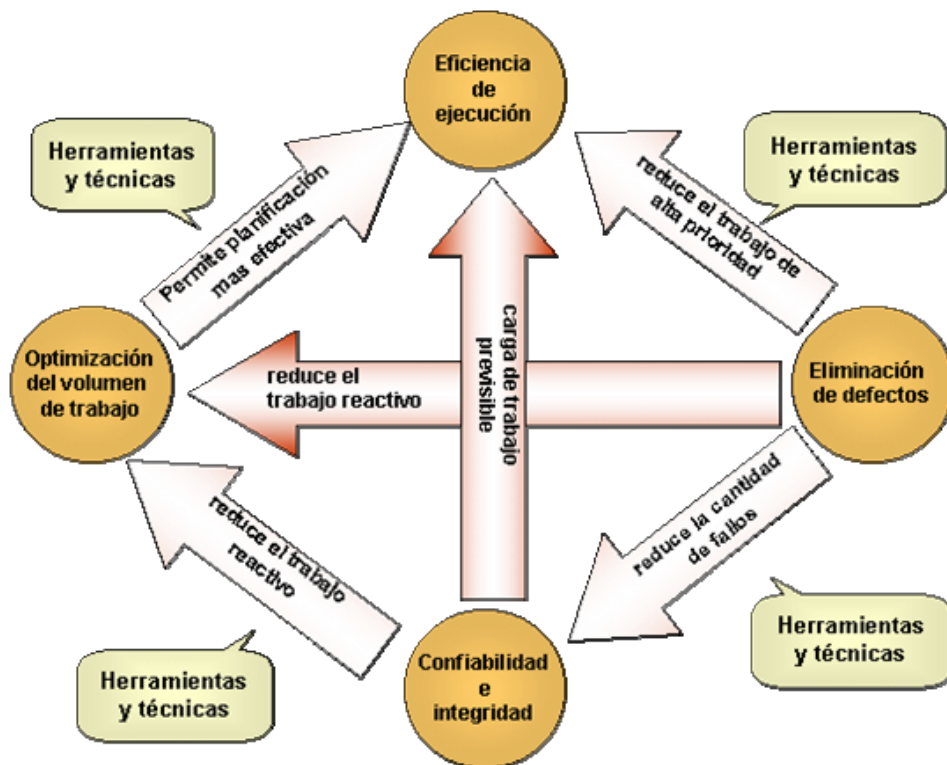 Eficiencia
de
ejecución
Herramientas
y técnicas
Herramientas
y técnicas
Permite planificación
mas efectiva
reduce el trabajo de
alta prioridad
Optimización
del volumen
de trabajo
reduce el
trabajo reactivo
carga de trabajo
previsible
Eliminación
de defectos
reduce el trabajo
reactivo
reduce la cantidad
de fallos
Herramientas
y técnicas
Confiabilidad
e
integridad
Herramientas
y técnicas